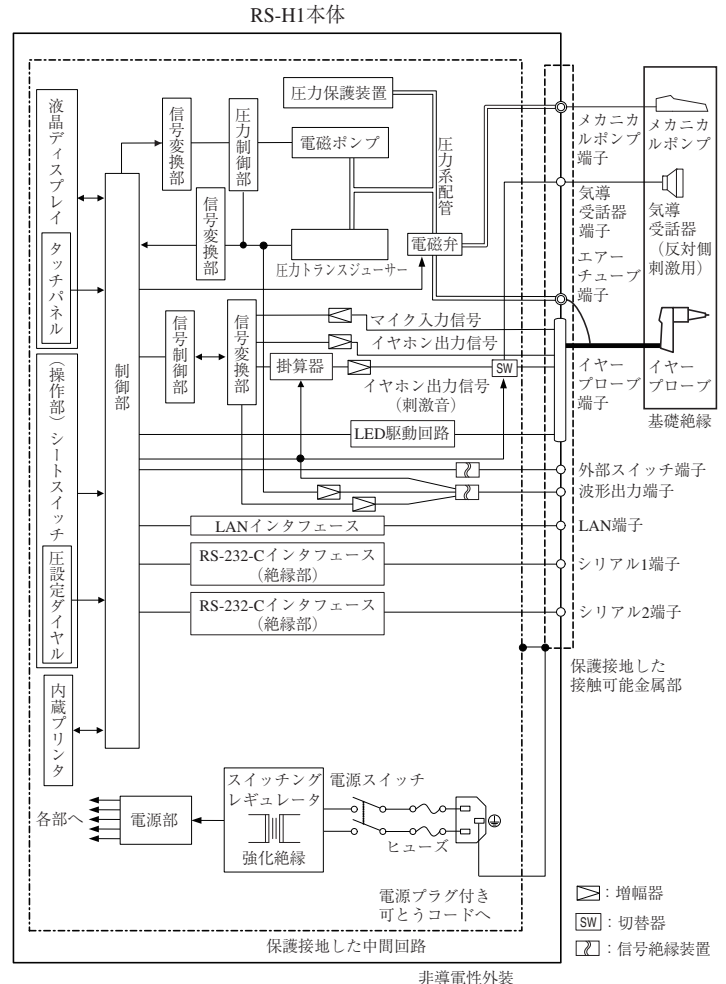 RS-H1本体
圧力保護装置
液晶ディスプレイ
信号変換部
圧力制御部
電磁ポンプ
圧力系配管
メカニカ
ルポンプ
端子
メカニカ
ルポンプ
信号変換部
圧力トランスジューサー
電磁弁
気導
受話器
端子
気導
受話器
(反対側
刺激用)
タッチパネル
エアー
チューブ
端子
制御部
信号制御部
信号変換部
マイク入力信号
イヤホン出力信号
掛算器
SW
イヤホン出力信号
(刺激音)
イヤー
プローブ
端子
イヤー
プローブ
基礎絶縁
(操作部)シートスイッチ
圧設定ダイヤル
LED駆動回路
外部スイッチ端子
波形出力端子
LANインタフェース
LAN端子
RS-232-Cインタフェース
(絶縁部)
シリアル1端子
RS-232-Cインタフェース
(絶縁部)
シリアル2端子
保護接地した
接触可能金属部
内蔵プリンタ
各部へ
電源部
スイッチング
レギュレータ
強化絶縁
電源スイッチ
ヒューズ
電源プラグ付き
可とうコードへ
:増幅器
SW:切替器
:信号絶縁装置
保護接地した中間回路
非導電性外装